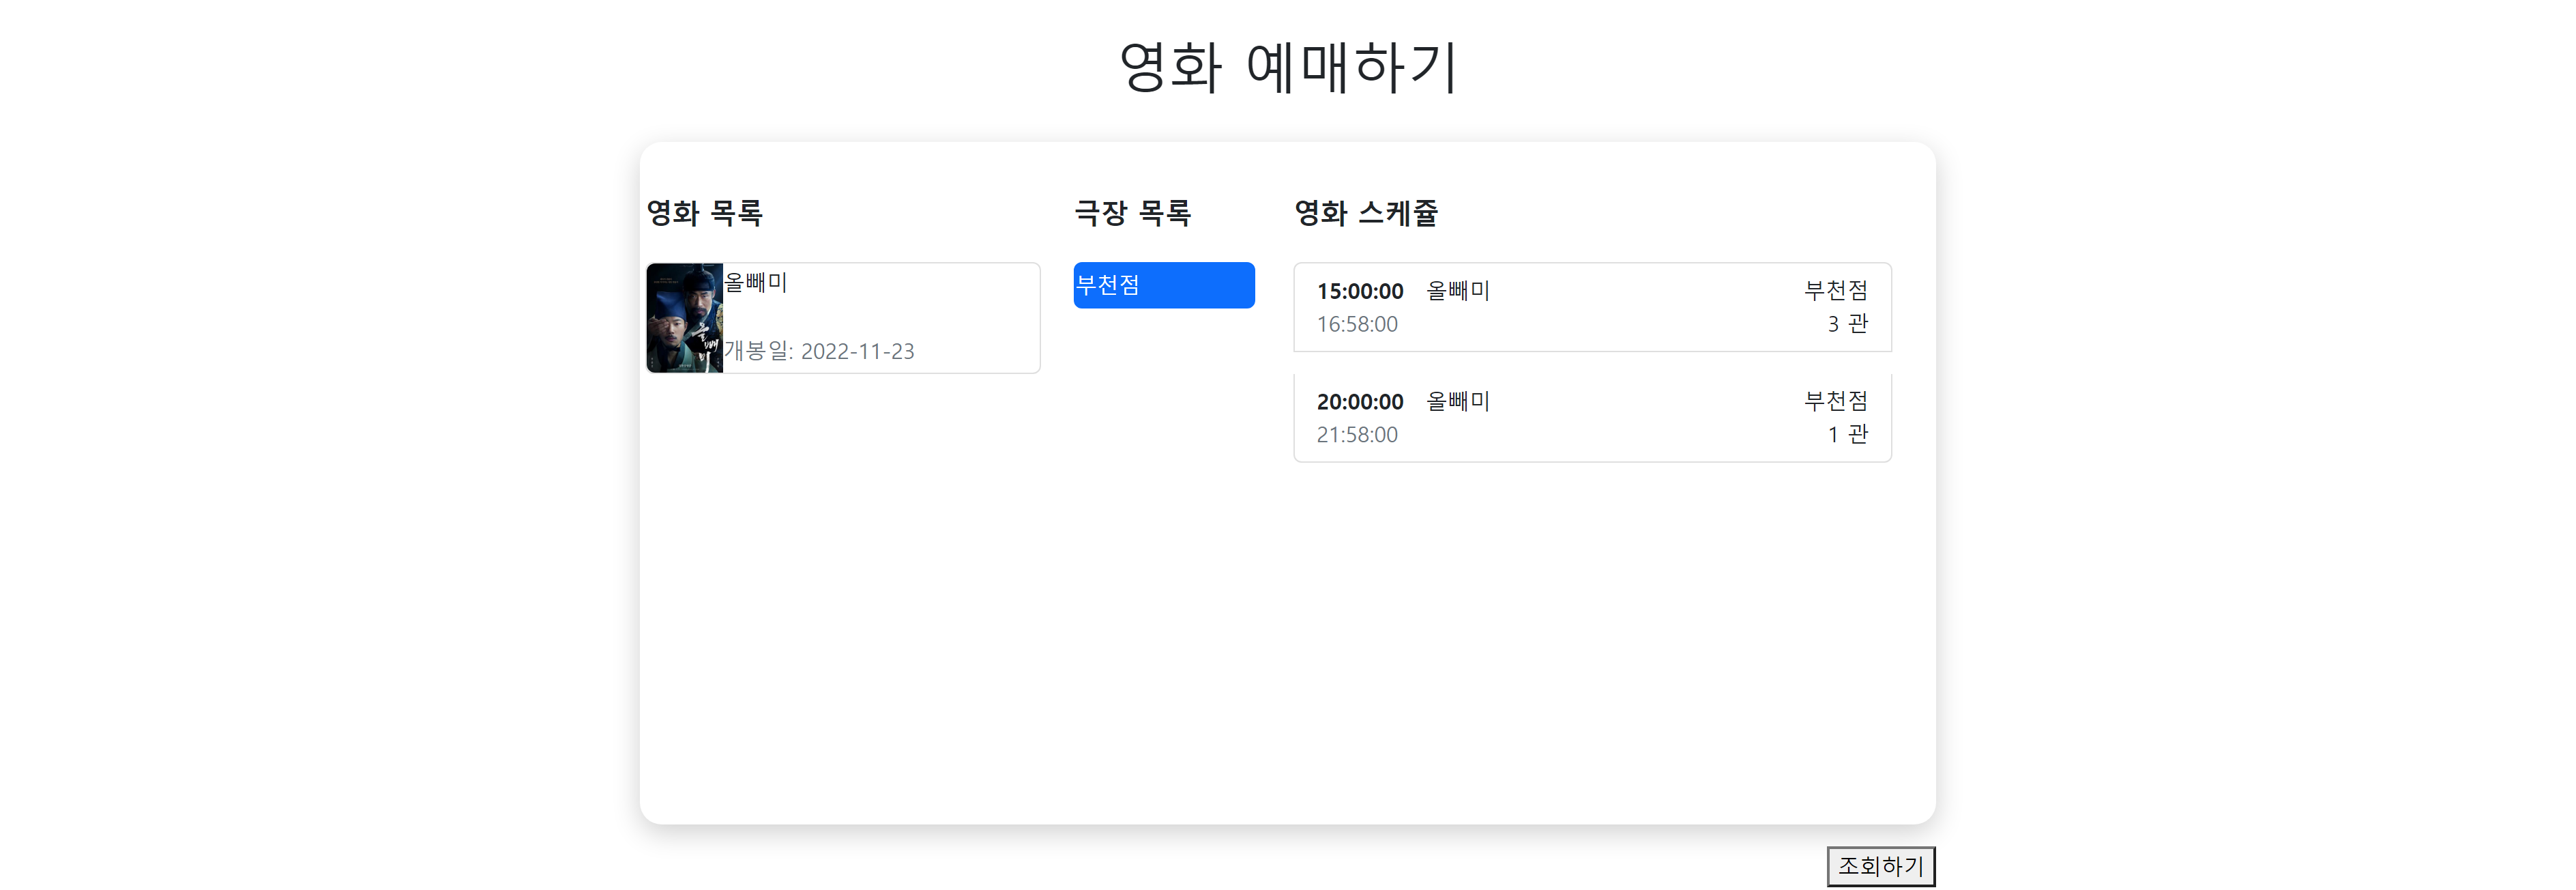 영화 예매하기
영화 목록
올빼미
개봉일: 2022-11-23
올빼미
극장 목록
부천점
영화 스케쥴
15:00:00 올빼미 부천점
16:58:00 3 관
20:00:00 올빼미 부천점
21:58:00 1 관
조회하기